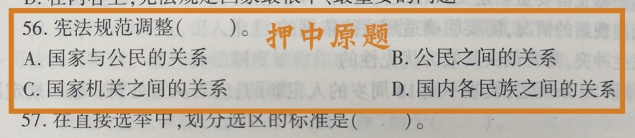 56. 宪法规范调整(　　)。
押中原题
A. 国家与公民的关系　　B. 公民之间的关系
C. 国家机关之间的关系　　D. 国内各民族之间的关系
57. 在直接选举中,划分选区的标准是(　　)。